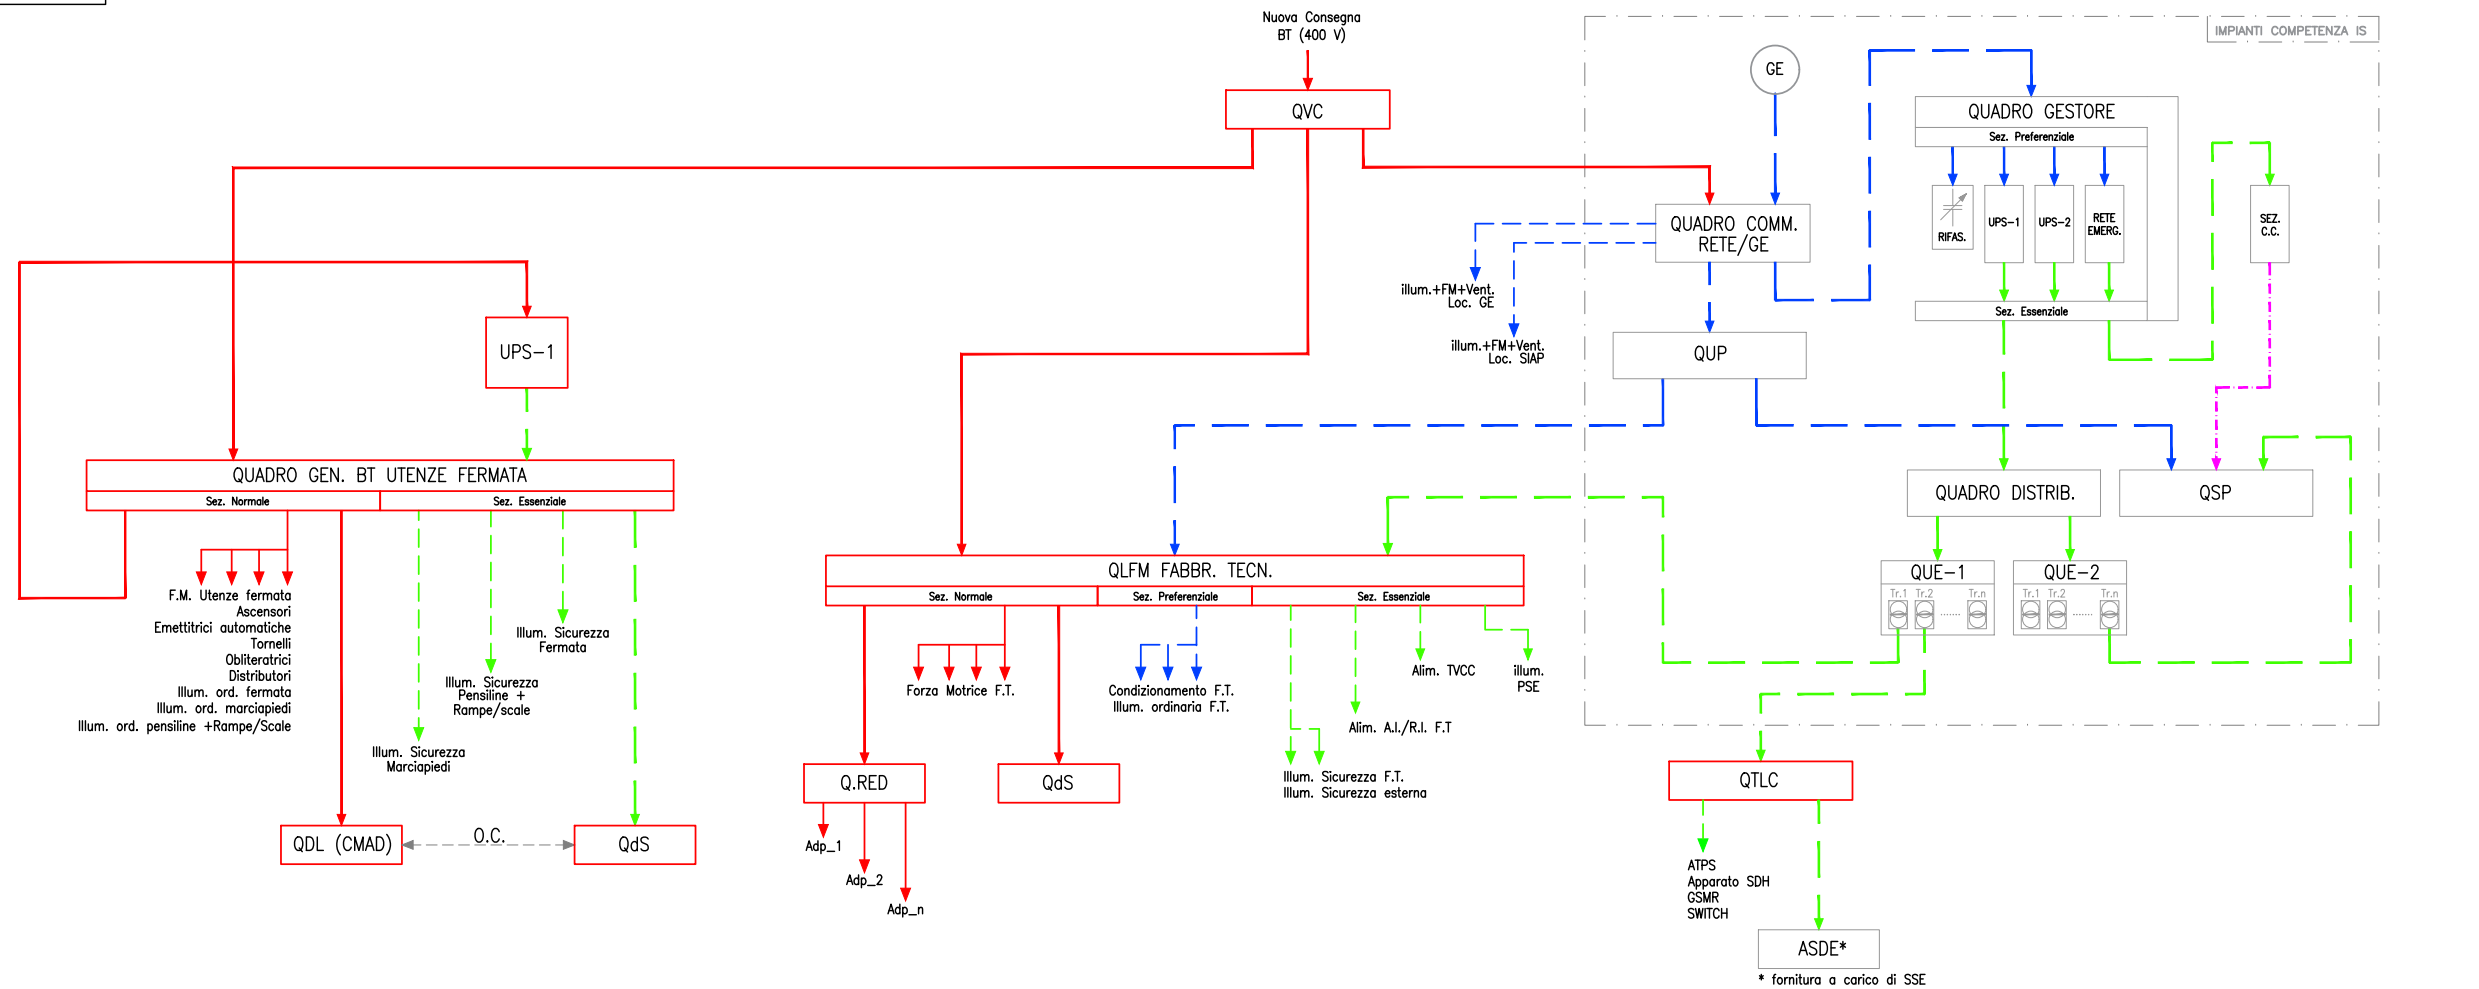 Nuova Consegna
BT (400 V)
IMPIANTI COMPETENZA IS
GE
QVC
QUADRO GESTORE
Sez. Preferenziale
RIFAS.
UPS-1
UPS-2
RETE
EMERG.
SEZ.
C.C.
Sez. Essenziale
QUADRO COMM.
RETE/GE
illum.+FM+Vent.
Loc. GE
illum.+FM+Vent.
Loc. SIAP
QUP
UPS-1
QUADRO GEN. BT UTENZE FERMATA
Sez. Normale
Sez. Essenziale
F.M. Utenze fermata
Ascensori
Emettitrici automatiche
Tornelli
Obliteratrici
Distributori
Illum. ord. fermata
Illum. ord. marciapiedi
Illum. ord. pensiline +Rampe/Scale
Illum. Sicurezza
Marciapiedi
Illum. Sicurezza
Pensiline +
Rampe/scale
Illum. Sicurezza
Fermata
QDL (CMAD)
O.C.
QdS
QLFM FABBR. TECN.
Sez. Normale
Sez. Preferenziale
Sez. Essenziale
Forza Motrice F.T.
Condizionamento F.T.
Illum. ordinaria F.T.
Alim. TVCC
illum.
PSE
Alim. A.I./R.I. F.T
Illum. Sicurezza F.T.
Illum. Sicurezza esterna
Q.RED
QdS
Adp_1
Adp_2
Adp_n
QUADRO DISTRIB.
QSP
QUE-1
Tr.1
Tr.2
Tr.n
.......
QUE-2
Tr.1
Tr.2
Tr.n
.......
QTLC
ATPS
Apparato SDH
GSMR
SWITCH
ASDE*
* fornitura a carico di SSE